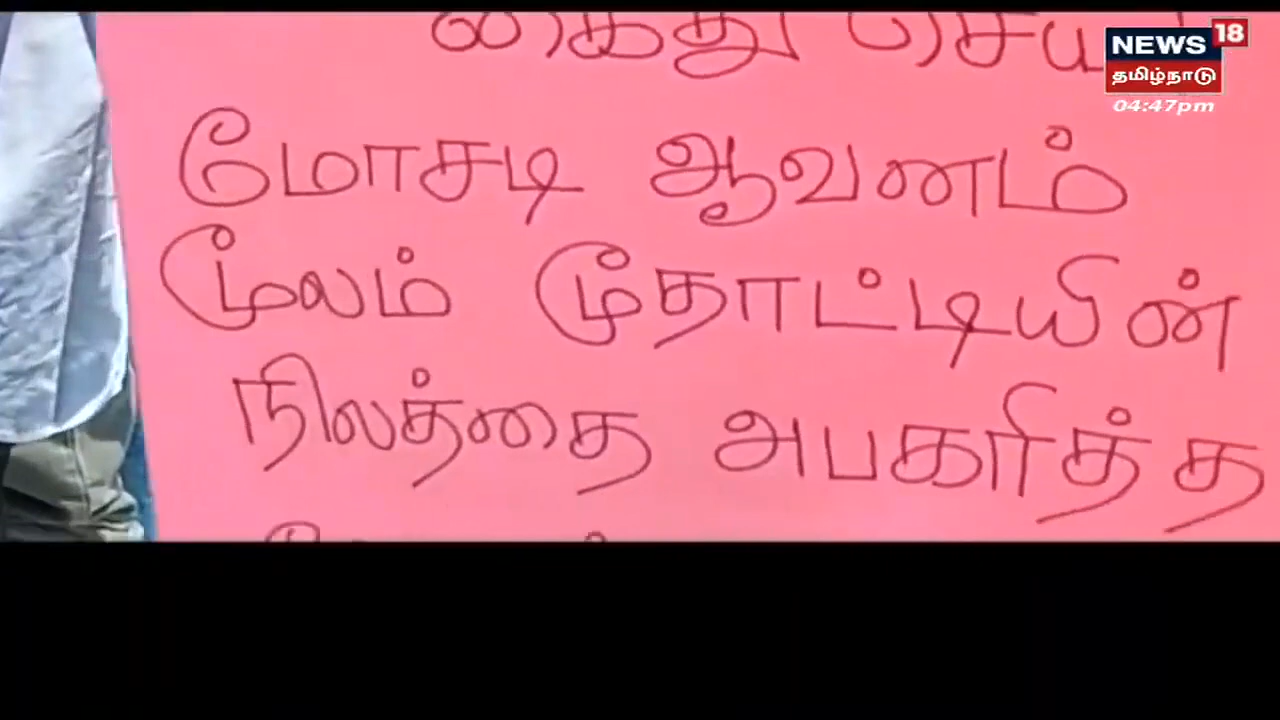 கைது செய
NEWS 18
தமிழ்நாடு
04:47pm
மோசடி ஆவணம்
மூலம் மூதாட்டியின்
நிலத்தை அபகரித்த